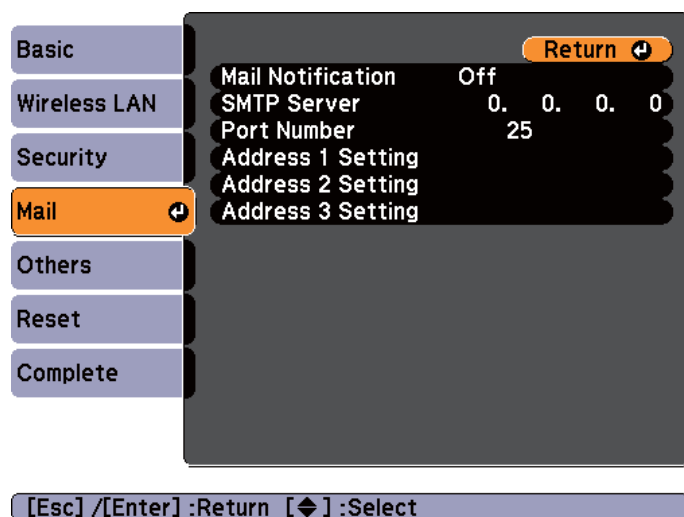 Basic
Wireless LAN
Security
Mail
Others
Reset
Complete
Return
Mail Notification Off
SMTP Server 0. 0. 0. 0
Port Number 25
Address 1 Setting
Address 2 Setting
Address 3 Setting
[Esc] /[Enter] :Return [◆] :Select